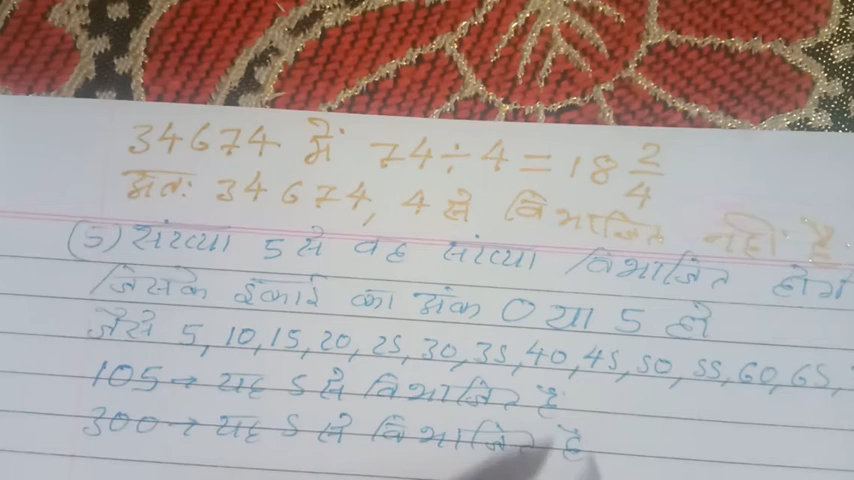 34674 में 74÷4 = 18 2/4
अतः 34674, 4 से विभाजित नहीं है
(5) संख्या 5 से वह संख्या विभाजित होगी
जिसके इकाई का अंक 0 या 5 हो
जैसे 5, 10, 15, 20, 25, 30, 35, 40, 45, 50, 55, 60, 65,
105 → यह 5 से विभाजित है
300 → यह 5 से विभाजित है